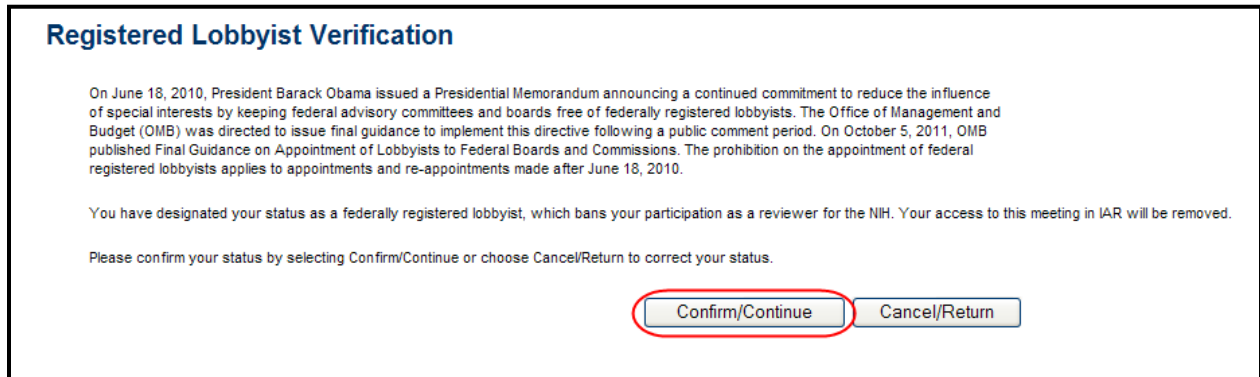 Registered Lobbyist Verification
On June 18, 2010, President Barack Obama issued a Presidential Memorandum announcing a continued commitment to reduce the influence
of special interests by keeping federal advisory committees and boards free of federally registered lobbyists. The Office of Management and
Budget (OMB) was directed to issue final guidance to implement this directive following a public comment period. On October 5, 2011, OMB
published Final Guidance on Appointment of Lobbyists to Federal Boards and Commissions. The prohibition on the appointment of federal
registered lobbyists applies to appointments and re-appointments made after June 18, 2010.
You have designated your status as a federally registered lobbyist, which bans your participation as a reviewer for the NIH. Your access to this meeting in IAR will be removed.
Please confirm your status by selecting Confirm/Continue or choose Cancel/Return to correct your status.
Confirm/Continue Cancel/Return